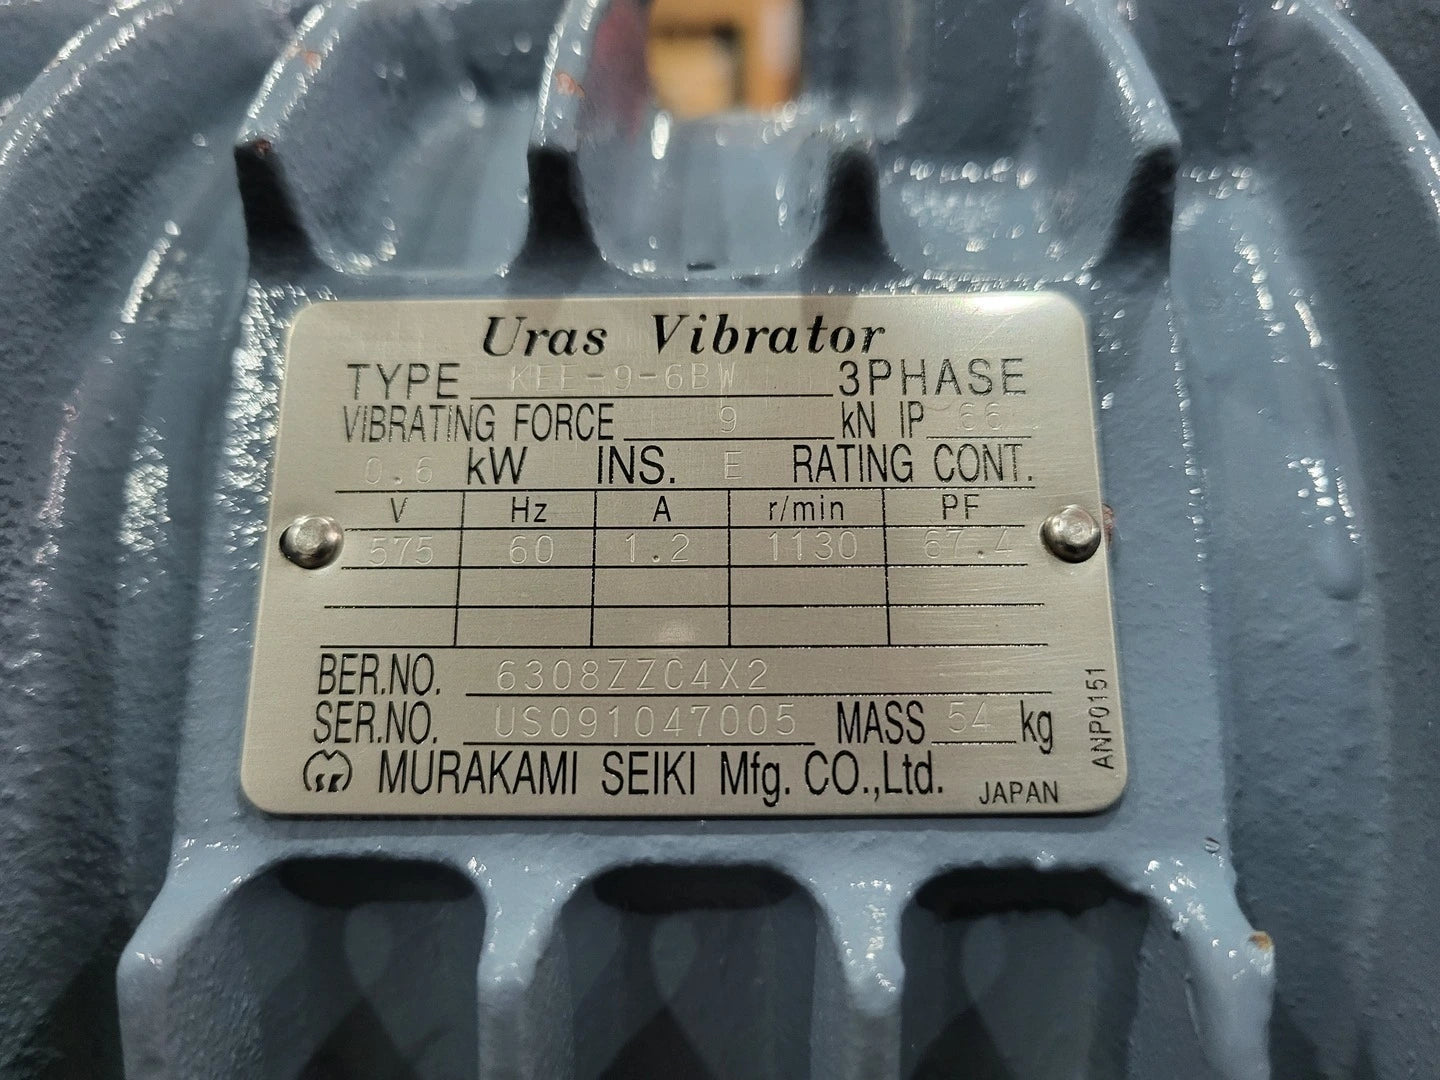 Uras Vibrator
TYPE KEE-9-6BW 3PHASE
VIBRATING FORCE 9 kN IP 66
0.6 kW INS. E RATING CONT.
V Hz A r/min PF
575 60 1.2 1130 67.4
BER.NO. 6308ZZC4X2
SER.NO. US091047005 MASS 54 kg
MURAKAMI SEIKI Mfg. CO.,Ltd. JAPAN
ANP0151